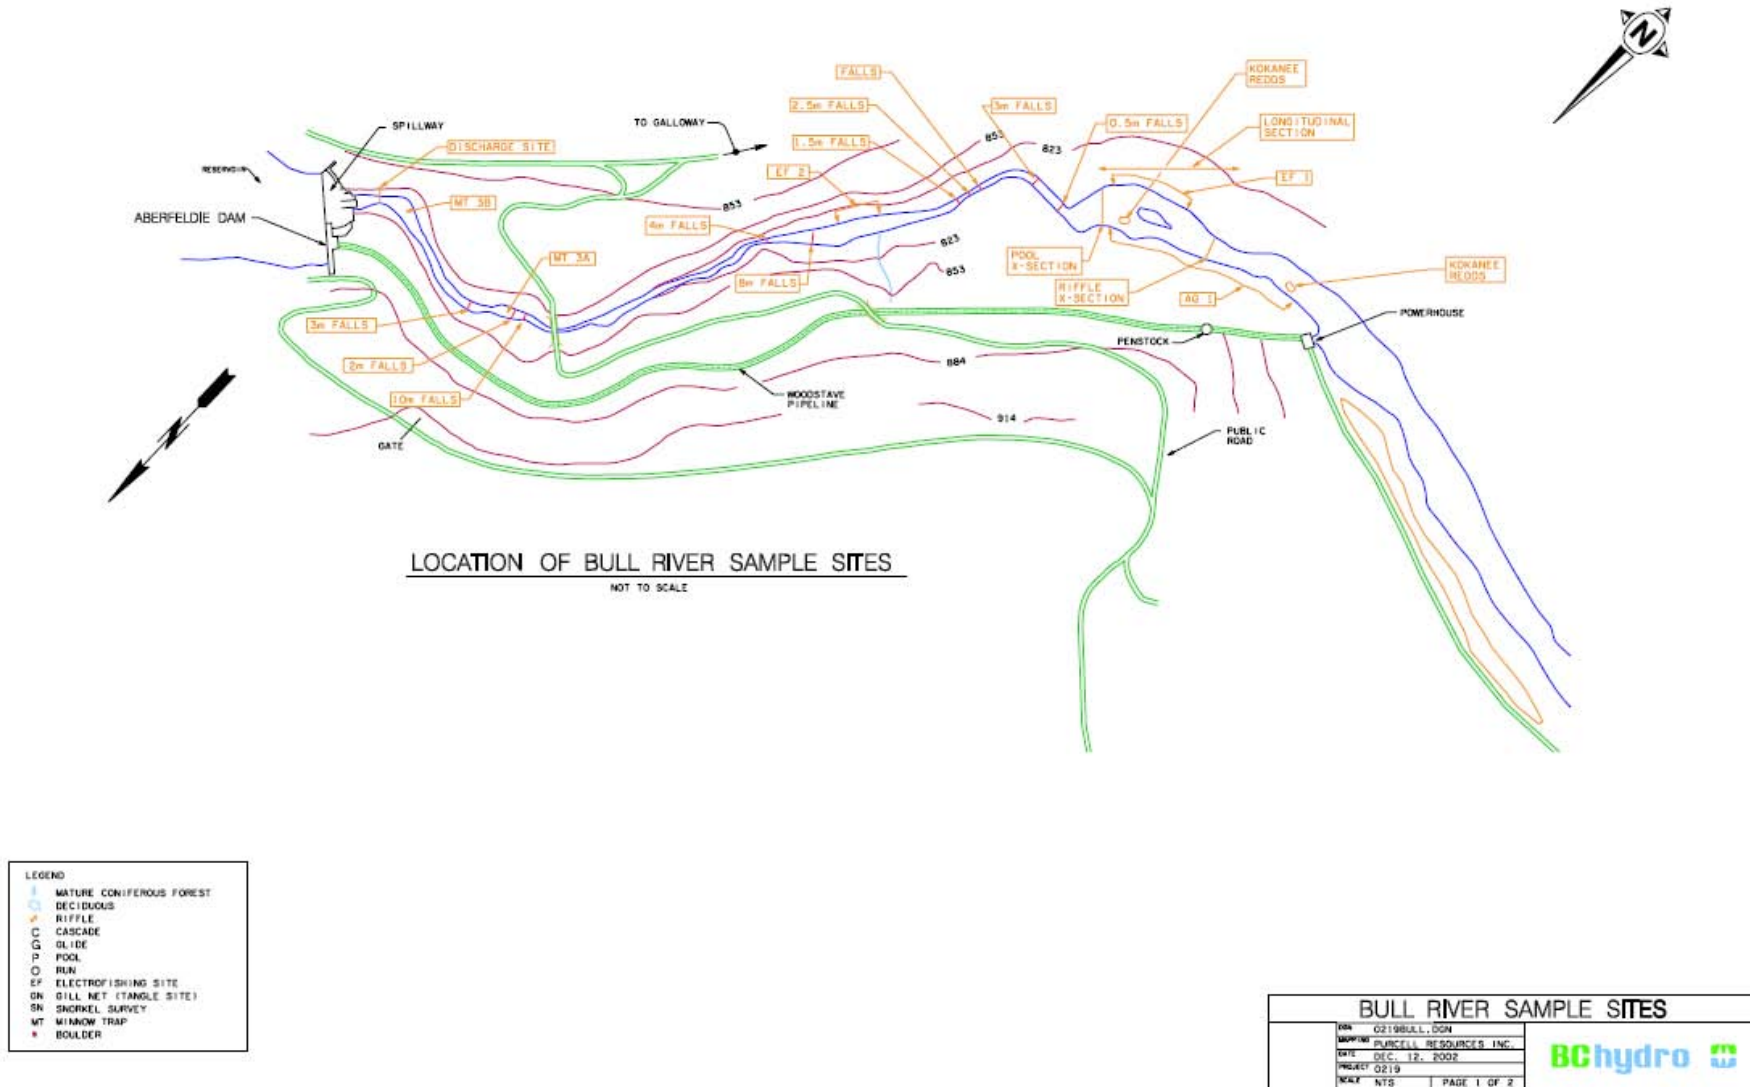 N
FALLS
KOKANEE
REDDS
2.5m FALLS
3m FALLS
SPILLWAY
TO GALLOWAY
0.5m FALLS
LONGITUDINAL
SECTION
1.5m FALLS
853
823
DISCHARGE SITE
RESERVOIR
EF 2
EF 1
MT 3B
853
ABERFELDIE DAM
4m FALLS
823
853
MT 3A
POOL
X-SECTION
KOKANEE
REDDS
8m FALLS
RIFFLE
X-SECTION
AG 1
3m FALLS
POWERHOUSE
PENSTOCK
2m FALLS
884
WOODSTAVE
PIPELINE
10m FALLS
914
PUBLIC
ROAD
GATE
LOCATION OF BULL RIVER SAMPLE SITES
NOT TO SCALE
LEGEND
MATURE CONIFEROUS FOREST
DECIDUOUS
RIFFLE
C CASCADE
G GLIDE
P POOL
O RUN
EF ELECTROFISHING SITE
GN GILL NET (TANGLE SITE)
SN SNORKEL SURVEY
MT MINNOW TRAP
BOULDER
BULL RIVER SAMPLE SITES
DGN 0219BULL.DGN
MAPPING PURCELL RESOURCES INC.
DATE DEC. 12, 2002
PROJECT 0219
SCALE NTS PAGE 1 OF 2
BChydro